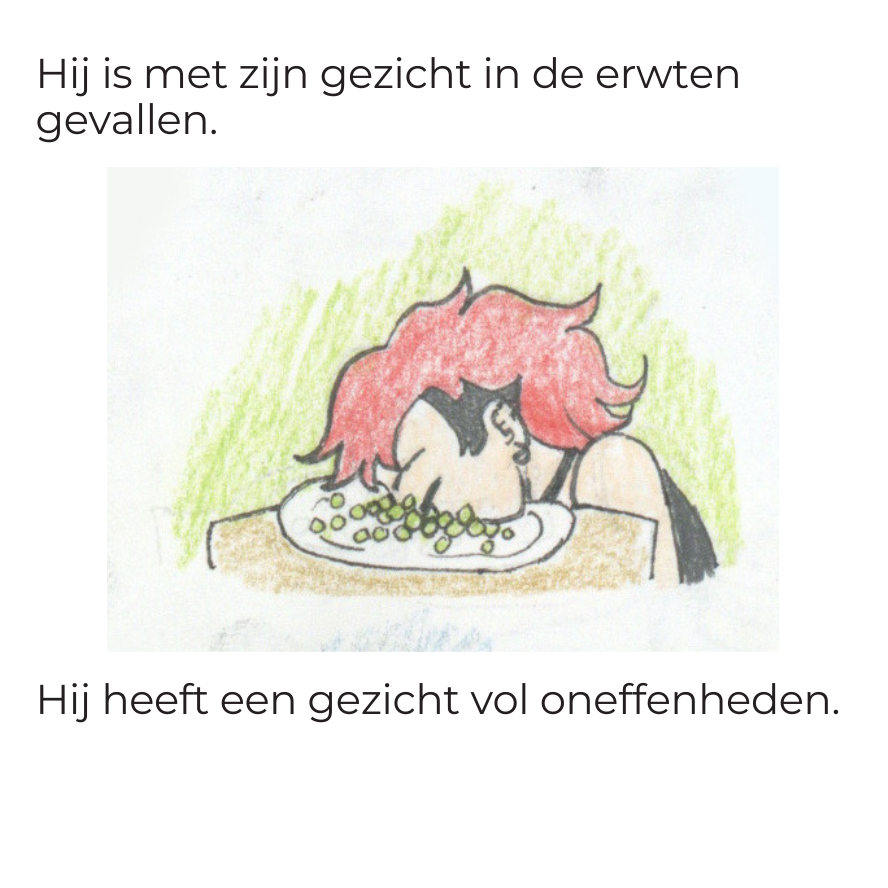 Hij is met zijn gezicht in de erwten
gevallen.
Hij heeft een gezicht vol oneffenheden.